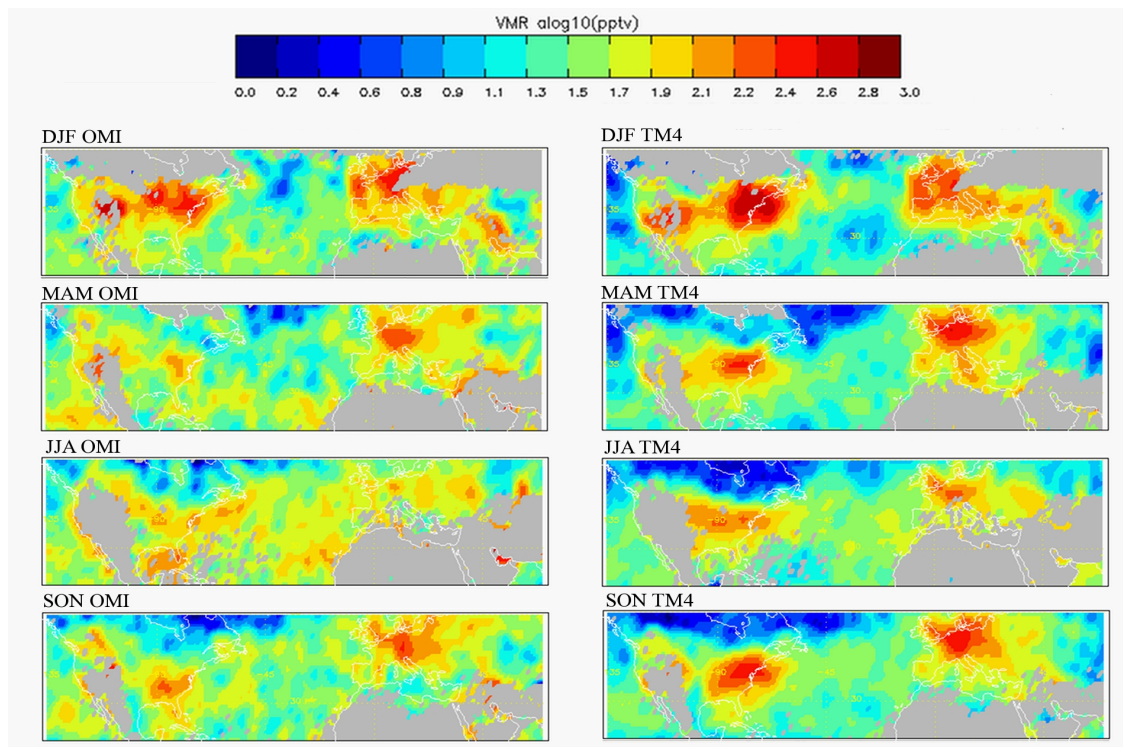 VMR alog10(pptv)
0.0 0.2 0.4 0.6 0.8 0.9 1.1 1.3 1.5 1.7 1.9 2.1 2.2 2.4 2.6 2.8 3.0
DJF OMI DJF TM4
30
MAM OMI MAM TM4
30
JJA OMI JJA TM4
SON OMI SON TM4